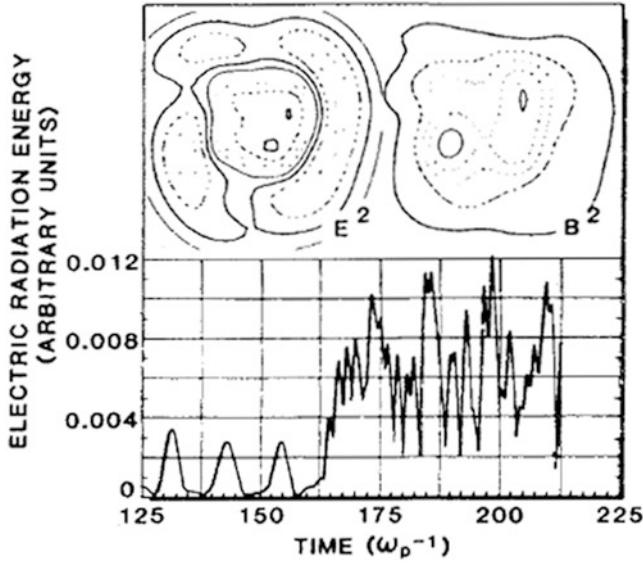 ELECTRIC RADIATION ENERGY
(ARBITRARY UNITS)
E²
B²
0.012
0.008
0.004
0
125
150
175
200
225
TIME (ωp⁻¹)